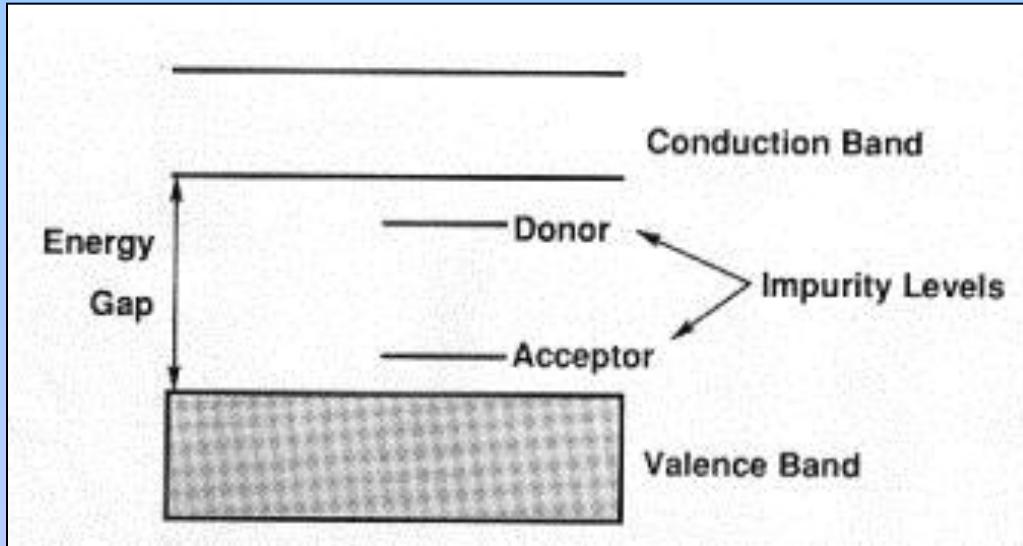 Conduction Band
Energy
Gap
Donor
Impurity Levels
Acceptor
Valence Band